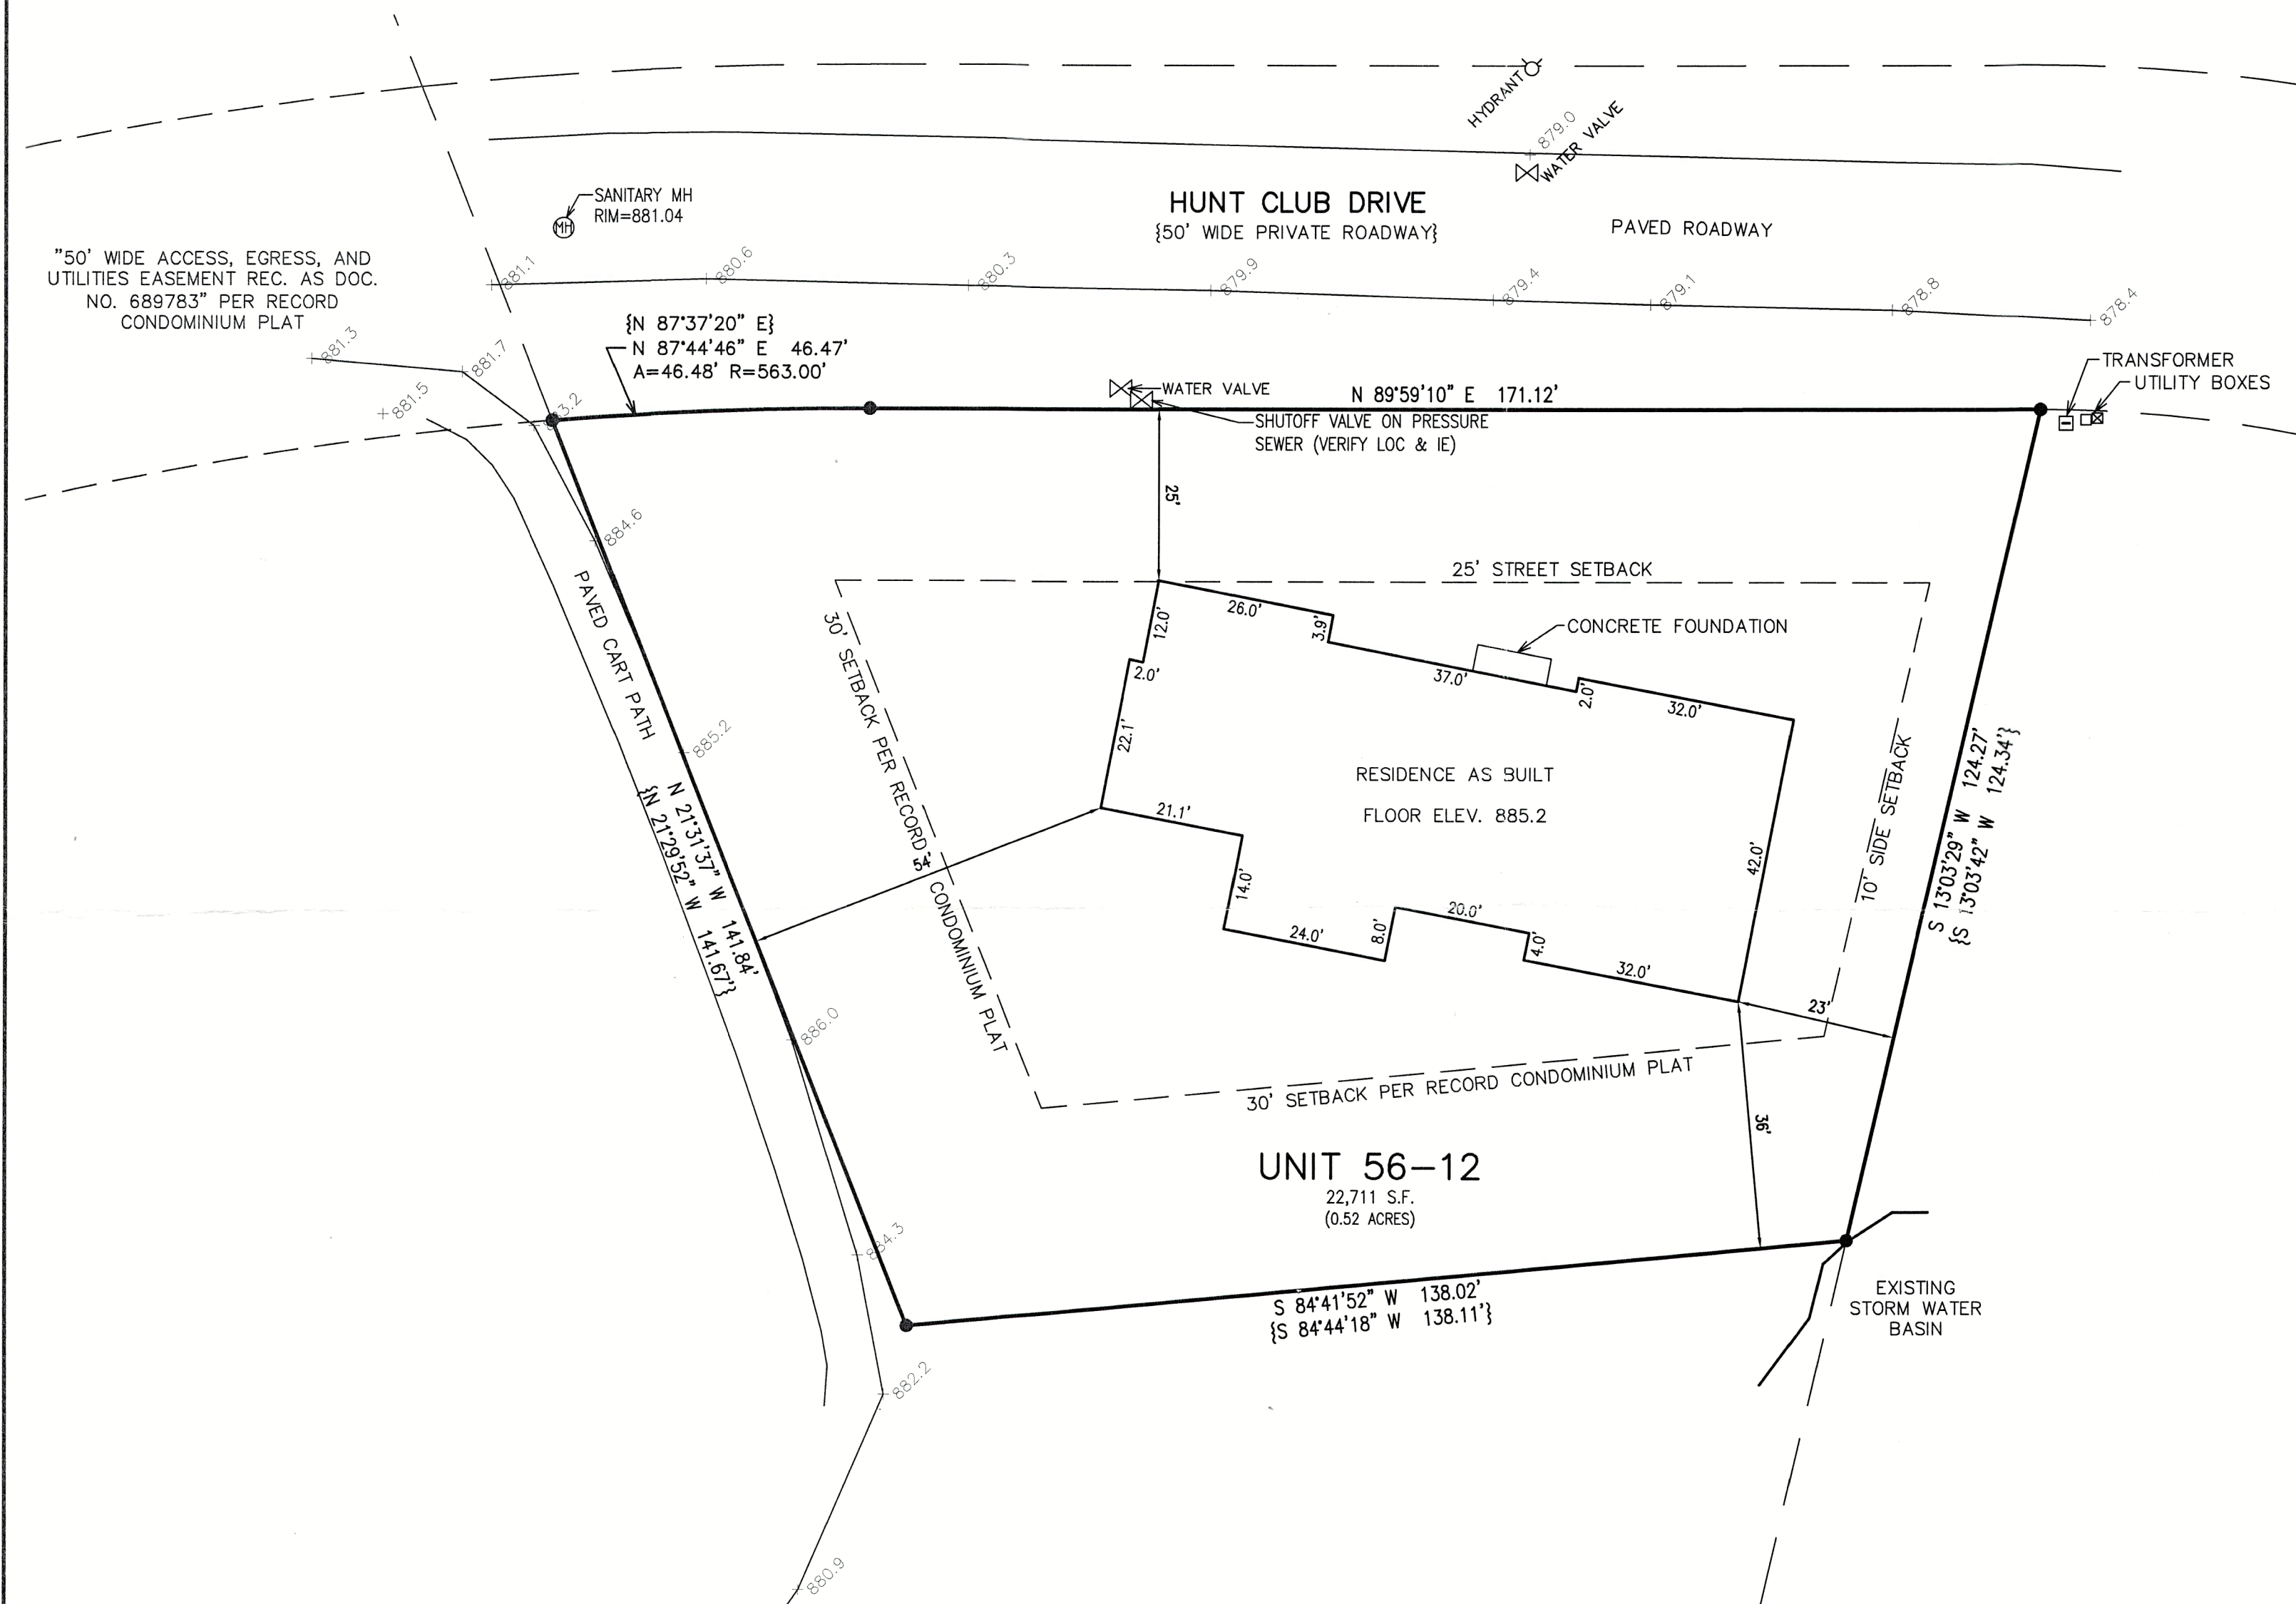 HYDRANT
879.0
WATER VALVE
SANITARY MH
RIM=881.04
MH
HUNT CLUB DRIVE
{50' WIDE PRIVATE ROADWAY}
PAVED ROADWAY
"50' WIDE ACCESS, EGRESS, AND
UTILITIES EASEMENT REC. AS DOC.
NO. 689783" PER RECORD
CONDOMINIUM PLAT
881.1
880.6
880.3
879.9
879.4
879.1
878.8
878.4
881.3
881.7
881.5
{N 87°37'20" E}
N 87°44'46" E 46.47'
A=46.48' R=563.00'
WATER VALVE
N 89°59'10" E 171.12'
SHUTOFF VALVE ON PRESSURE
SEWER (VERIFY LOC & IE)
TRANSFORMER
UTILITY BOXES
884.6
25'
25' STREET SETBACK
PAVED CART PATH
30' SETBACK PER RECORD CONDOMINIUM PLAT
12.0'
26.0'
3.9'
CONCRETE FOUNDATION
2.0'
37.0'
2.0'
32.0'
22.1'
885.2
RESIDENCE AS BUILT
FLOOR ELEV. 885.2
21.1'
54'
14.0'
24.0'
8.0'
20.0'
4.0'
32.0'
42.0'
10' SIDE SETBACK
S 13°03'29" W 124.27'
{S 13°03'42" W 124.34'}
N 21°31'37" W 141.84'
{N 21°29'52" W 141.67'}
23'
886.0
30' SETBACK PER RECORD CONDOMINIUM PLAT
36'
UNIT 56-12
22,711 S.F.
(0.52 ACRES)
S 84°41'52" W 138.02'
{S 84°44'18" W 138.11'}
EXISTING
STORM WATER
BASIN
882.2
880.9